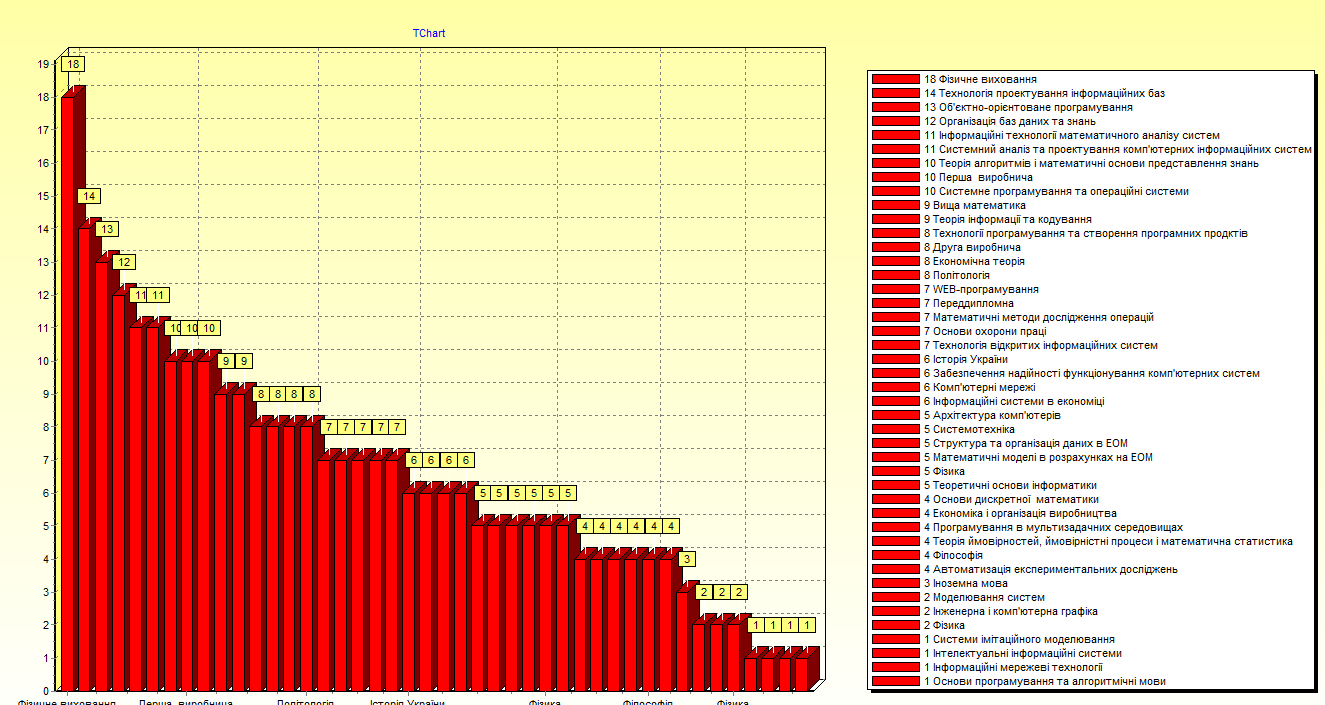 TChart
19
18
17
16
15
14
13
12
11
10
9
8
7
6
5
4
3
2
1
0
18
14
13
12
11 11
10 10 10
9 9
8 8 8 8
7 7 7 7 7
6 6 6 6
5 5 5 5 5 5
4 4 4 4 4 4
3
2 2 2
1 1 1 1
Фізичне виховання Перша виробнича Політологія Історія України Фізика Філософія Фізика
18 Фізичне виховання
14 Технологія проектування інформаційних баз
13 Об'єктно-орієнтоване програмування
12 Організація баз даних та знань
11 Інформаційні технології математичного аналізу систем
11 Системний аналіз та проектування комп'ютерних інформаційних систем
10 Теорія алгоритмів і математичні основи представлення знань
10 Перша  виробнича
10 Системне програмування та операційні системи
9 Вища математика
9 Теорія інформації та кодування
8 Технології програмування та створення програмних продктів
8 Друга виробнича
8 Економічна теорія
8 Політологія
7 WEB-програмування
7 Переддипломна
7 Математичні методи дослідження операцій
7 Основи охорони праці
7 Технологія відкритих інформаційних систем
6 Історія України
6 Забезпечення надійності функціонування комп'ютерних систем
6 Комп'ютерні мережі
6 Інформаційні системи в економіці
5 Архітектура комп'ютерів
5 Системотехніка
5 Структура та організація даних в ЕОМ
5 Математичні моделі в розрахунках на ЕОМ
5 Фізика
5 Теоретичні основи інформатики
4 Основи дискретної  математики
4 Економіка і організація виробництва
4 Програмування в мультизадачних середовищах
4 Теорія ймовірностей, ймовірністні процеси і математична статистика
4 Філософія
4 Автоматизація експериментальних досліджень
3 Іноземна мова
2 Моделювання систем
2 Інженерна і комп'ютерна графіка
2 Фізика
1 Системи імітаційного моделювання
1 Інтелектуальні інформаційні системи
1 Інформаційні мережеві технології
1 Основи програмування та алгоритмічні мови